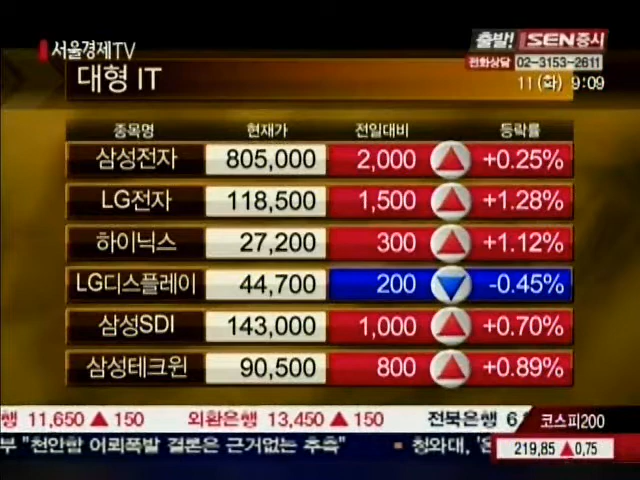 서울경제TV
출발! SEN증시
전화상담 02-3153-2611
대형 IT
11(화) 9:09
종목명 현재가 전일대비 등락률
삼성전자 805,000 2,000 ▲ +0.25%
LG전자 118,500 1,500 ▲ +1.28%
하이닉스 27,200 300 ▲ +1.12%
LG디스플레이 44,700 200 ▼ -0.45%
삼성SDI 143,000 1,000 ▲ +0.70%
삼성테크윈 90,500 800 ▲ +0.89%
행 11,650 ▲ 150 외환은행 13,450 ▲ 150 전북은행 6 코스피200
부 "천안함 어뢰폭발 결론은 근거없는 추측" ▪ 청와대, 219,85 ▲0,75